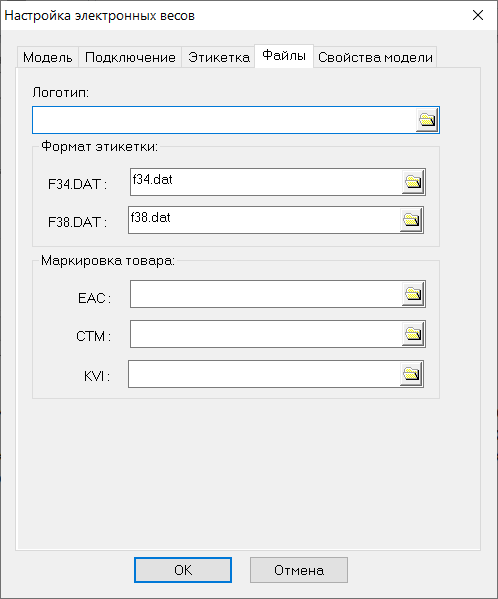 Настройка электронных весов
Модель Подключение Этикетка Файлы Свойства модели
Логотип:
Формат этикетки:
F34.DAT : f34.dat
F38.DAT : f38.dat
Маркировка товара:
EAC :
CTM :
KVI :
OK Отмена